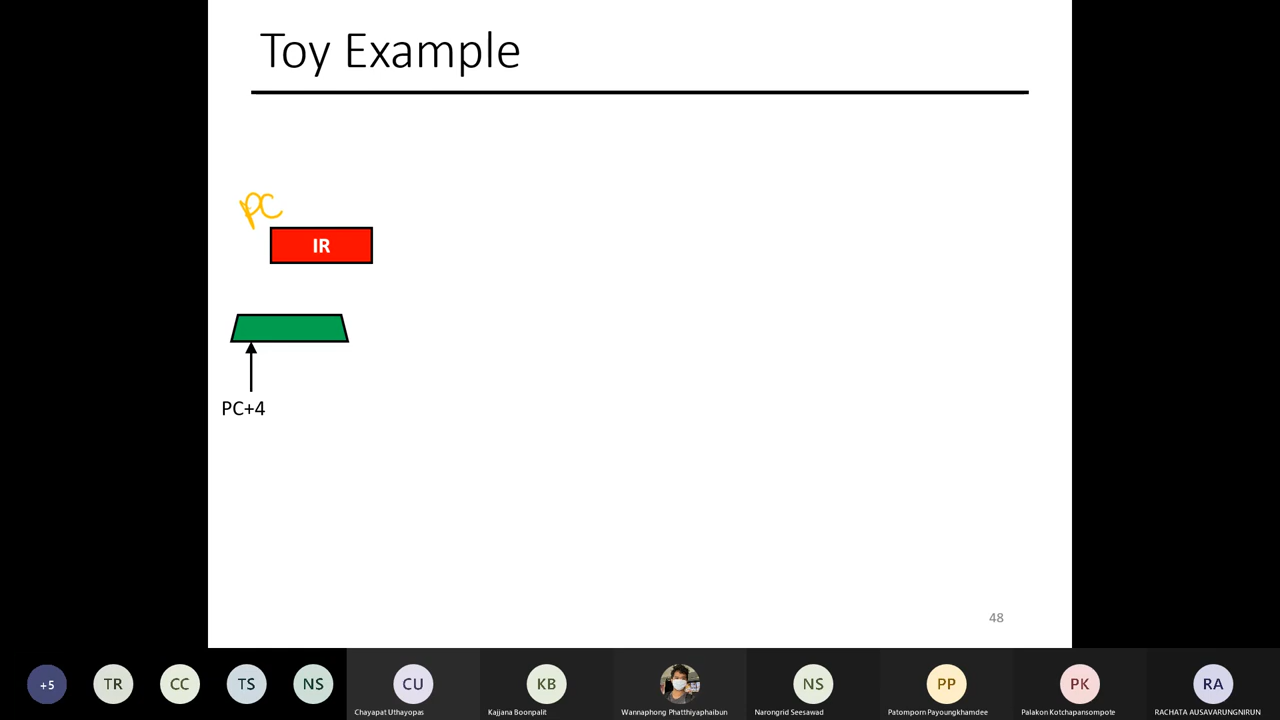 Toy Example
PC
IR
PC+4
48
+5
TR
CC
TS
NS
CU
KB
NS
PP
PK
RA
Chayapat Uthayopas
Kajjana Boonpalit
Wannaphong Phatthiyaphaibun
Narongrid Seesawad
Patomporn Payoungkhamdee
Palakon Kotchapansompote
RACHATA AUSAVARUNGNIRUN